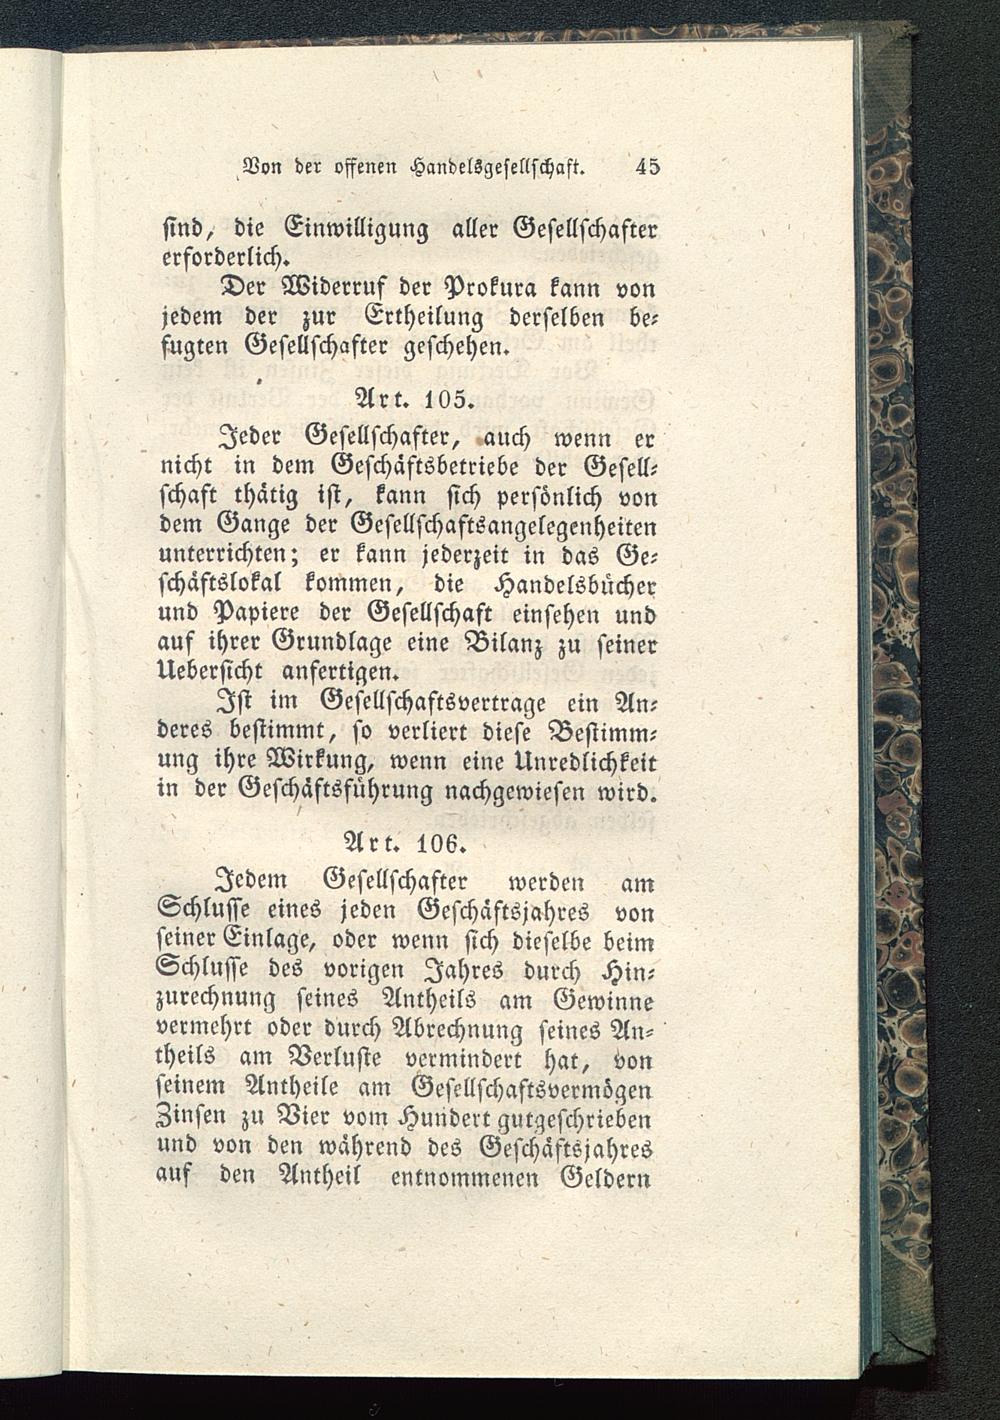 Von der offenen Handelsgesellschaft. 45
sind, die Einwilligung aller Gesellschafter
erforderlich.
Der Widerruf der Prokura kann von
jedem der zur Ertheilung derselben be-
fugten Gesellschafter geschehen.
Art. 105.
Jeder Gesellschafter, auch wenn er
nicht in dem Geschäftsbetriebe der Gesell-
schaft thätig ist, kann sich persönlich von
dem Gange der Gesellschaftsangelegenheiten
unterrichten; er kann jederzeit in das Ge-
schäftslokal kommen, die Handelsbücher
und Papiere der Gesellschaft einsehen und
auf ihrer Grundlage eine Bilanz zu seiner
Uebersicht anfertigen.
Ist im Gesellschaftsvertrage ein An-
deres bestimmt, so verliert diese Bestimm-
ung ihre Wirkung, wenn eine Unredlichkeit
in der Geschäftsführung nachgewiesen wird.
Art. 106.
Jedem Gesellschafter werden am
Schlusse eines jeden Geschäftsjahres von
seiner Einlage, oder wenn sich dieselbe beim
Schlusse des vorigen Jahres durch Hin-
zurechnung seines Antheils am Gewinne
vermehrt oder durch Abrechnung seines An-
theils am Verluste vermindert hat, von
seinem Antheile am Gesellschaftsvermögen
Zinsen zu Vier vom Hundert gutgeschrieben
und von den während des Geschäftsjahres
auf den Antheil entnommenen Geldern